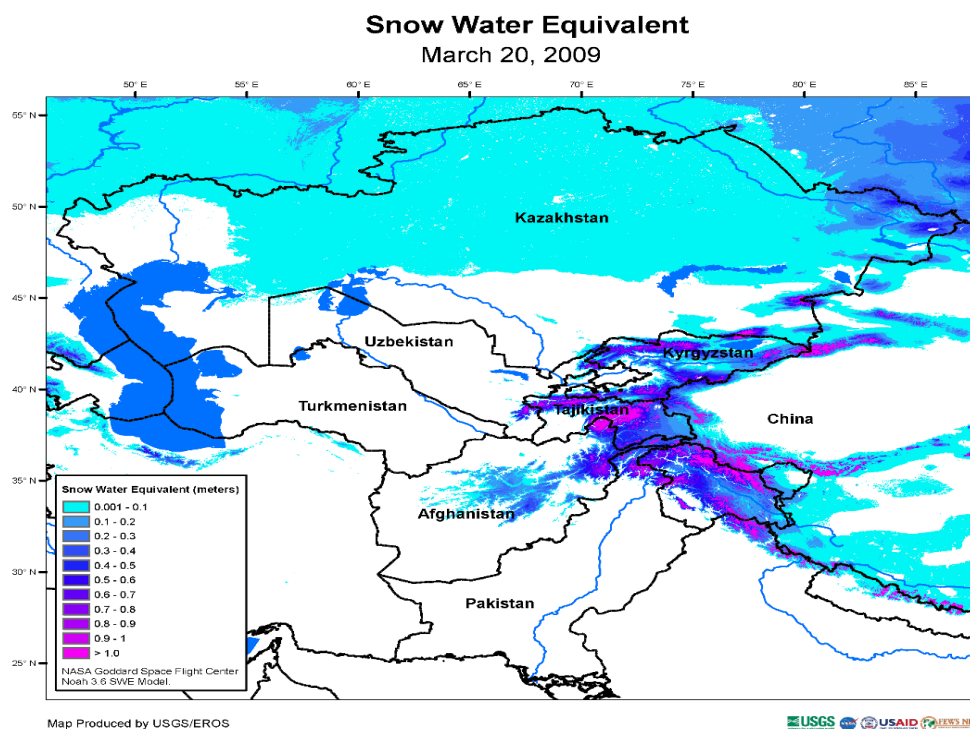 Snow Water Equivalent
March 20, 2009
50° E
55° E
60° E
65° E
70° E
75° E
80° E
85° E
55° N
50° N
45° N
40° N
35° N
30° N
25° N
Kazakhstan
Uzbekistan
Kyrgyzstan
Turkmenistan
Tajikistan
China
Afghanistan
Pakistan
Snow Water Equivalent (meters)
0.001 - 0.1
0.1 - 0.2
0.2 - 0.3
0.3 - 0.4
0.4 - 0.5
0.5 - 0.6
0.6 - 0.7
0.7 - 0.8
0.8 - 0.9
0.9 - 1
> 1.0
NASA Goddard Space Flight Center
Noah 3.6 SWE Model.
Map Produced by USGS/EROS
USGS USAID FEWS NE